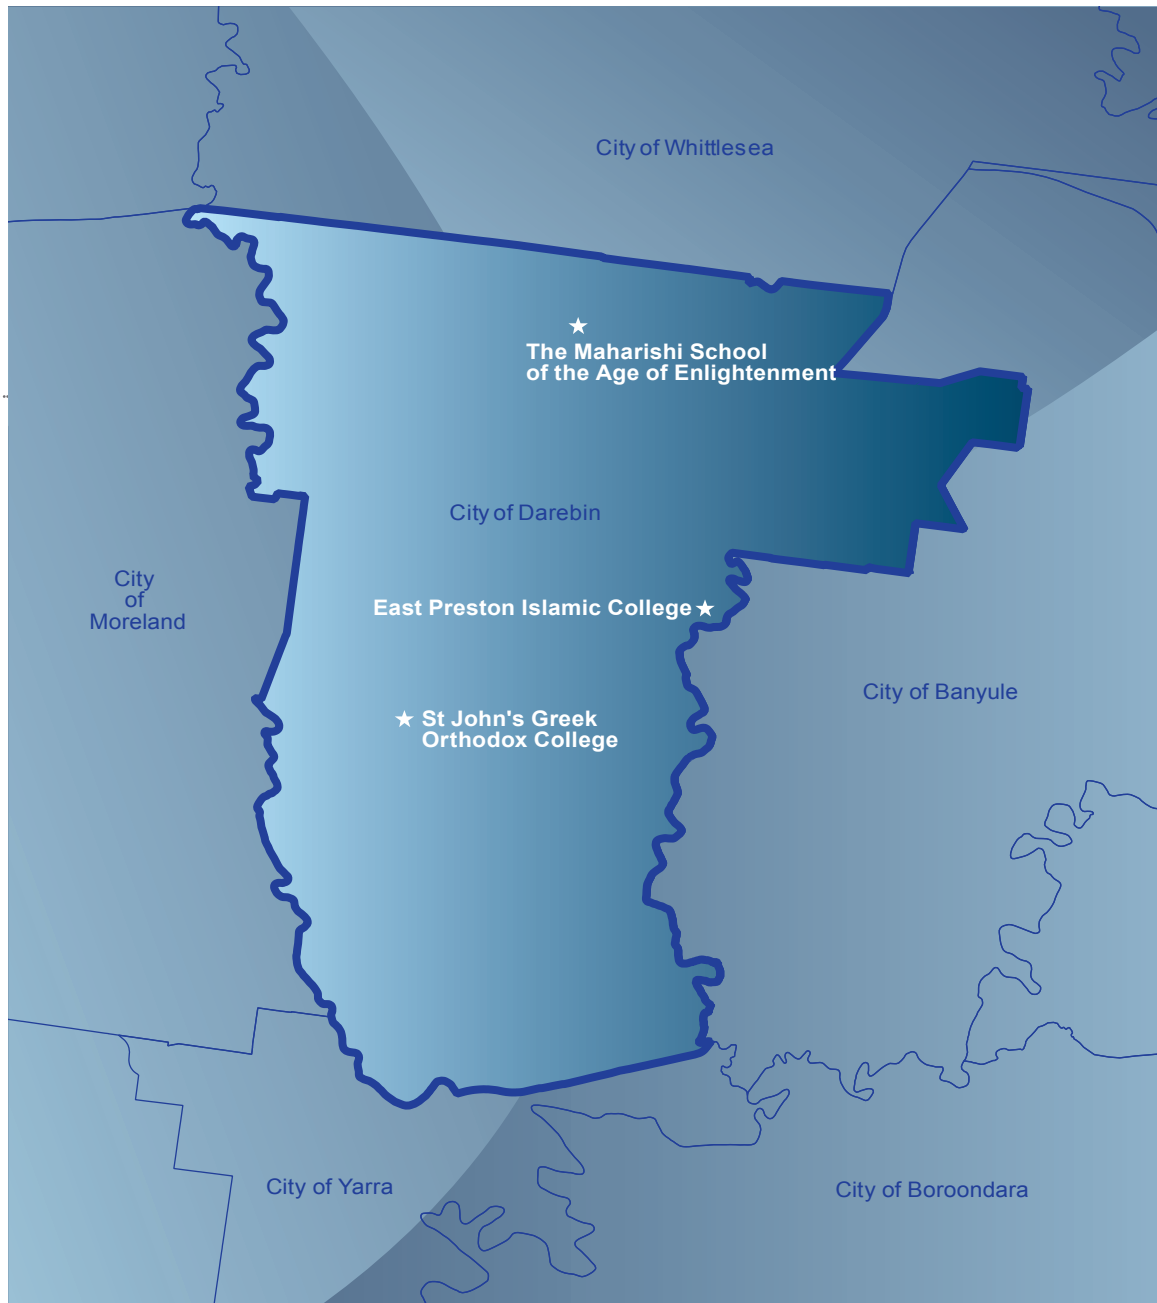 City of Whittlesea
The Maharishi School
of the Age of Enlightenment
City of Darebin
City
of
Moreland
East Preston Islamic College
City of Banyule
St John's Greek
Orthodox College
City of Yarra
City of Boroondara